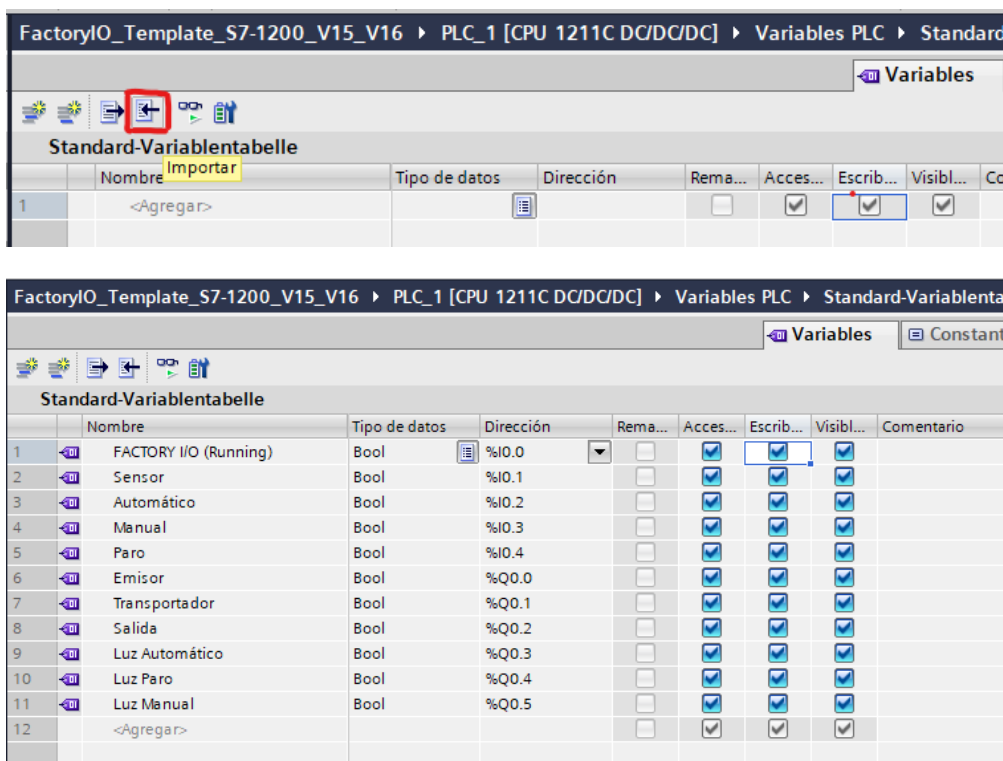 FactoryIO_Template_S7-1200_V15_V16 ▸ PLC_1 [CPU 1211C DC/DC/DC] ▸ Variables PLC ▸ Standard
Variables
Standard-Variablentabelle
Importar
Nombre Tipo de datos Dirección Rema... Acces... Escrib... Visibl... Co
1 <Agregar>
FactoryIO_Template_S7-1200_V15_V16 ▸ PLC_1 [CPU 1211C DC/DC/DC] ▸ Variables PLC ▸ Standard-Variablenta
Variables Constant
Standard-Variablentabelle
Nombre Tipo de datos Dirección Rema... Acces... Escrib... Visibl... Comentario
1 FACTORY I/O (Running) Bool %I0.0
2 Sensor Bool %I0.1
3 Automático Bool %I0.2
4 Manual Bool %I0.3
5 Paro Bool %I0.4
6 Emisor Bool %Q0.0
7 Transportador Bool %Q0.1
8 Salida Bool %Q0.2
9 Luz Automático Bool %Q0.3
10 Luz Paro Bool %Q0.4
11 Luz Manual Bool %Q0.5
12 <Agregar>